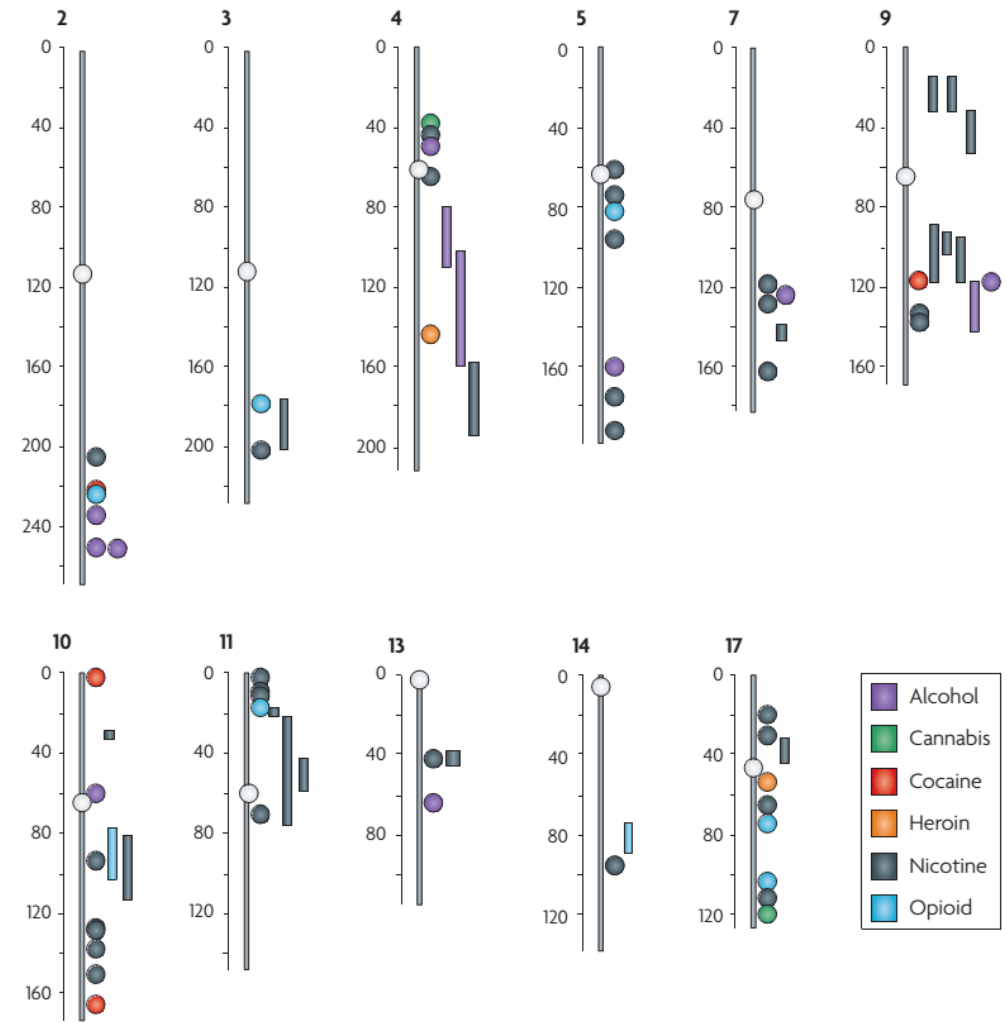 2 3 4 5 7 9
0 0 0 0 0 0
40 40 40 40 40 40
80 80 80 80 80 80
120 120 120 120 120 120
160 160 160 160 160 160
200 200 200
240
10 11 13 14 17
0 0 0 0 0
40 40 40 40 40
80 80 80 80 80
120 120 120 120
160
Alcohol
Cannabis
Cocaine
Heroin
Nicotine
Opioid